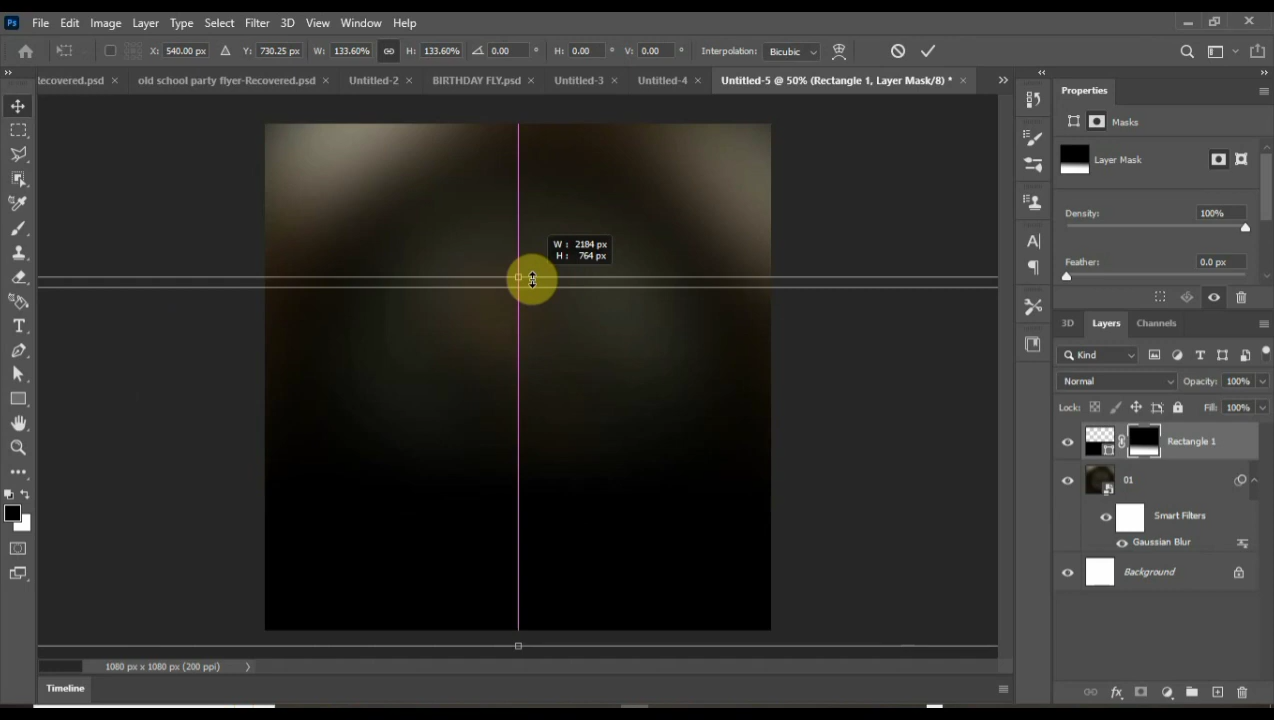 Ps File Edit Image Layer Type Select Filter 3D View Window Help
X: 540.00 px Y: 730.25 px W: 133.60% H: 133.60% 0.00 ° H: 0.00 ° V: 0.00 ° Interpolation: Bicubic
Recovered.psd × old school party flyer-Recovered.psd × Untitled-2 × BIRTHDAY FLY.psd × Untitled-3 × Untitled-4 × Untitled-5 @ 50% (Rectangle 1, Layer Mask/8) * ×
Properties
Masks
Layer Mask
Density: 100%
Feather: 0.0 px
W : 2184 px
H : 764 px
3D Layers Channels
Kind
Normal Opacity: 100%
Lock: Fill: 100%
Rectangle 1
01
Smart Filters
Gaussian Blur
Background
1080 px x 1080 px (200 ppi)
Timeline